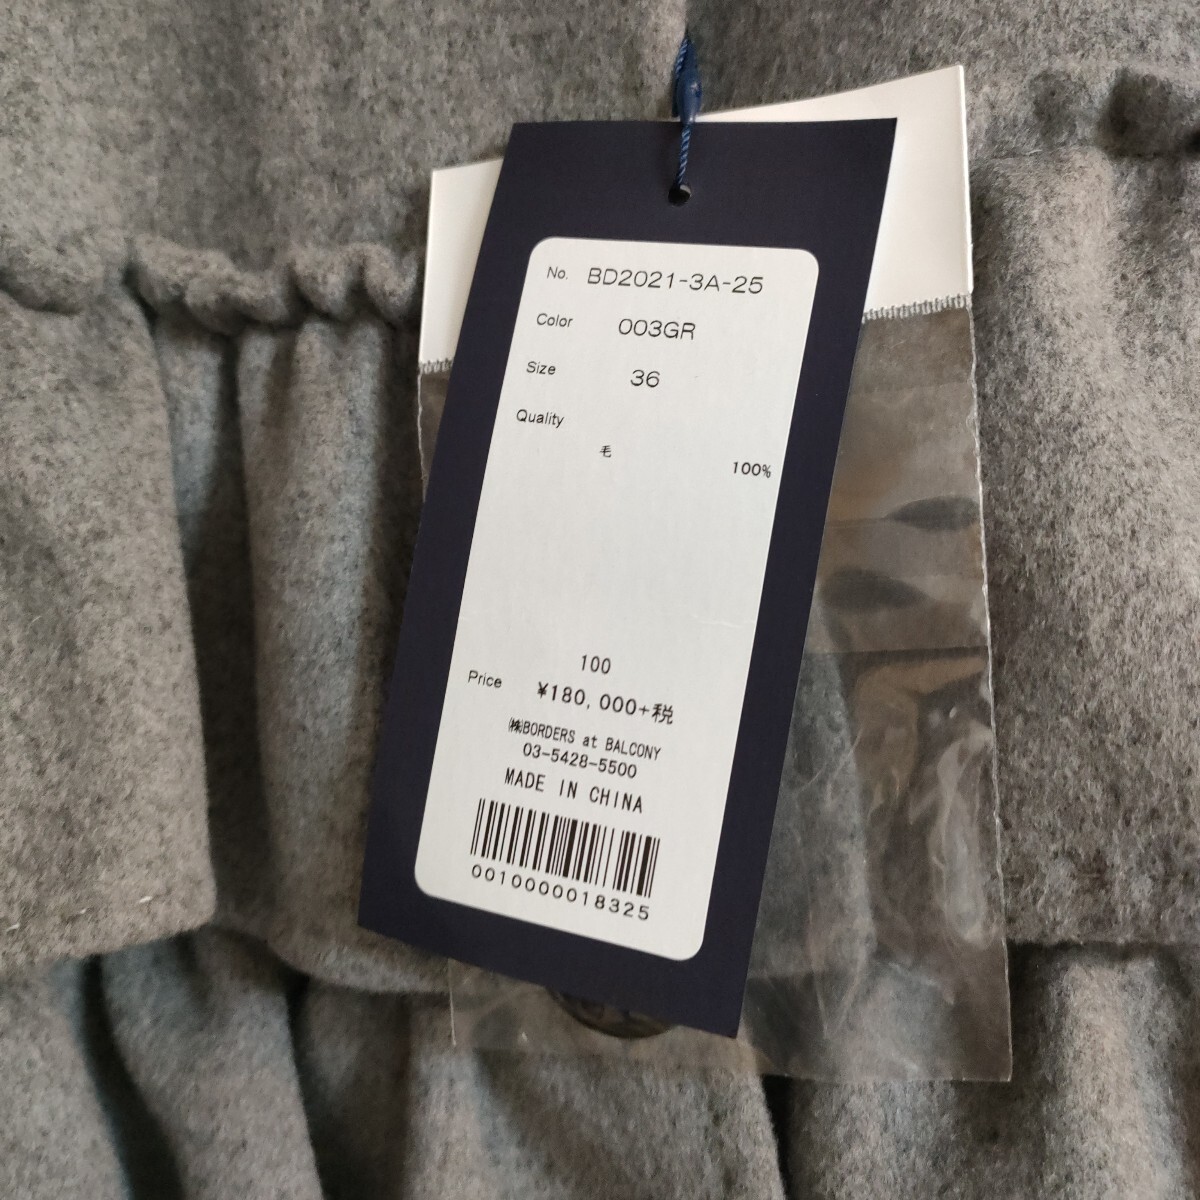 No. BD2021-3A-25
Color 003GR
Size 36
Quality
毛 100%
100
Price ¥180,000+税
㈱BORDERS at BALCONY
03-5428-5500
MADE IN CHINA
0010000018325